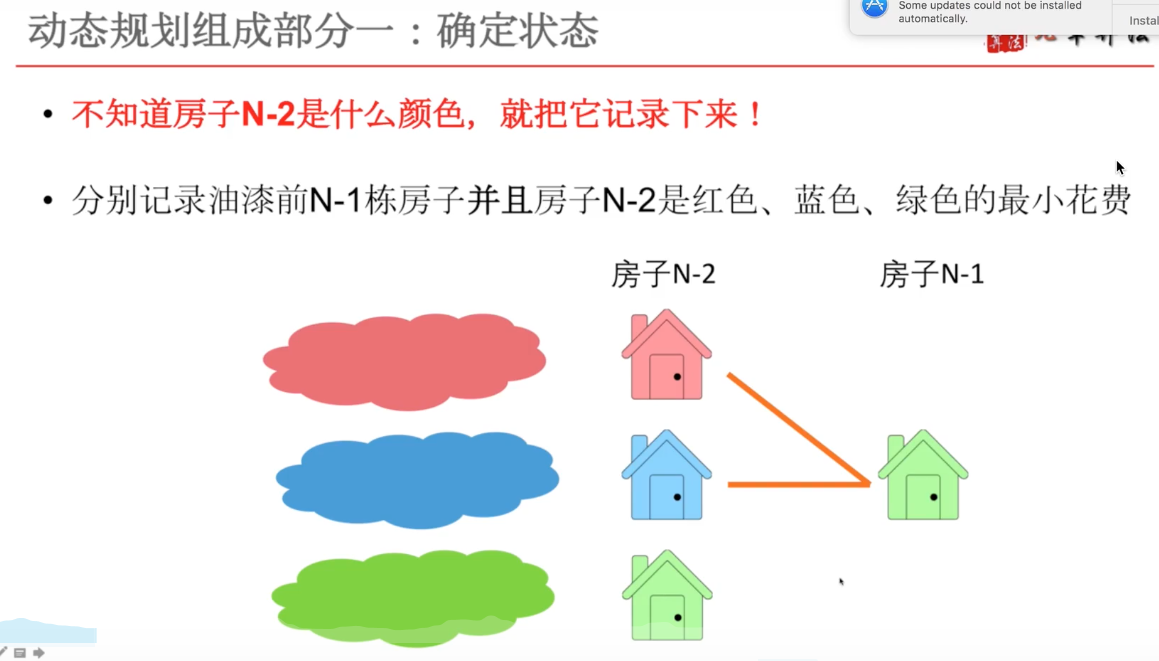 Some updates could not be installed
automatically.
Instal
动态规划组成部分一：确定状态
算法
• 不知道房子N-2是什么颜色，就把它记录下来！
• 分别记录油漆前N-1栋房子并且房子N-2是红色、蓝色、绿色的最小花费
房子N-2
房子N-1